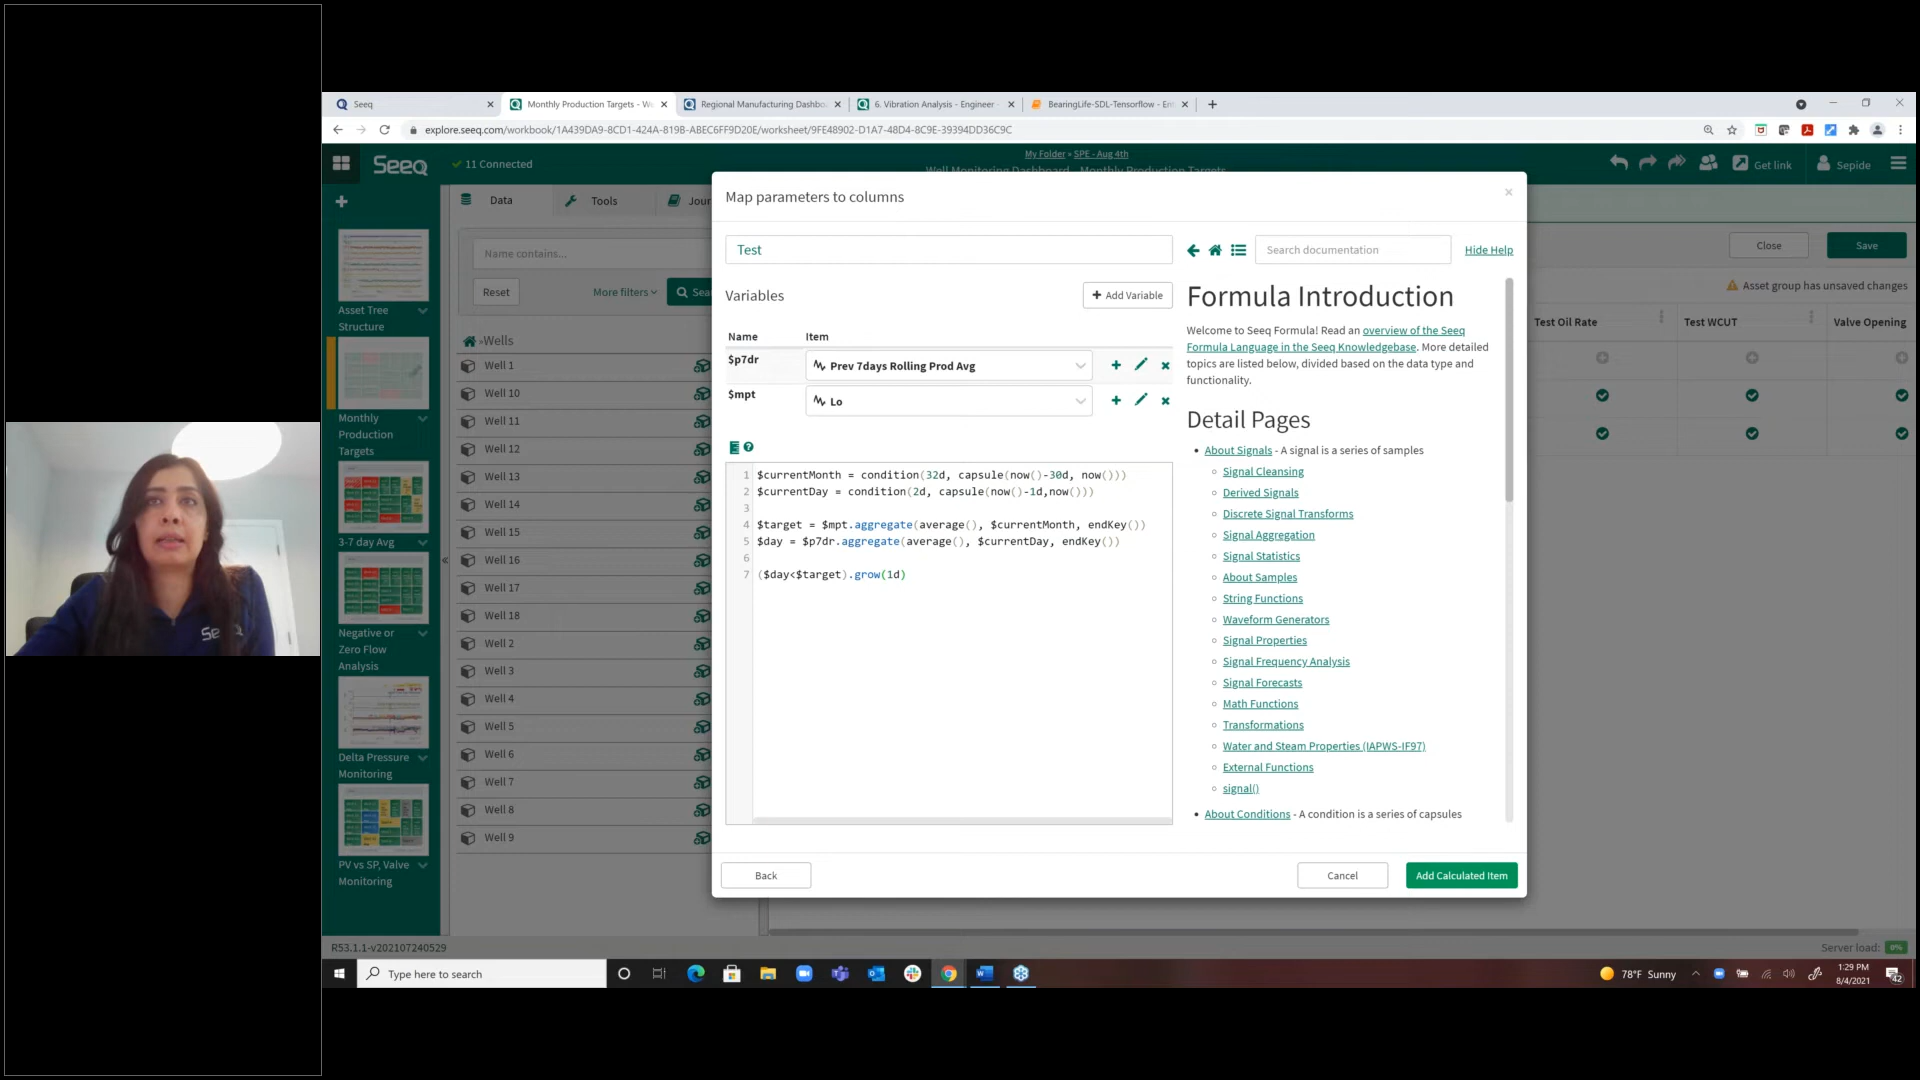 Seeq
Monthly Production Targets - We
Regional Manufacturing Dashbo
6. Vibration Analysis - Engineer
BearingLife-SDL-Tensorflow - Em
explore.seeq.com/workbook/1A439DA9-8CD1-424A-819B-ABEC6FF9D20E/worksheet/9FE48902-D1A7-48D4-8C9E-39394DD36C9C
Seeq
11 Connected
My Folder » SPE - Aug 4th
Well Monitoring Dashboard - Monthly Production Targets
Get link
Sepide
Data
Tools
Jour
Name contains...
Reset
More filters
Sea
Close
Save
Asset group has unsaved changes
Test Oil Rate
Test WCUT
Valve Opening
Asset Tree
Structure
Monthly
Production
Targets
3-7 day Avg
Negative or
Zero Flow
Analysis
Delta Pressure
Monitoring
PV vs SP, Valve
Monitoring
»Wells
Well 1
Well 10
Well 11
Well 12
Well 13
Well 14
Well 15
Well 16
Well 17
Well 18
Well 2
Well 3
Well 4
Well 5
Well 6
Well 7
Well 8
Well 9
Map parameters to columns
Test
Variables
Add Variable
Name
Item
$p7dr
Prev 7days Rolling Prod Avg
$mpt
Lo
1 $currentMonth = condition(32d, capsule(now()-30d, now()))
2 $currentDay = condition(2d, capsule(now()-1d,now()))
3
4 $target = $mpt.aggregate(average(), $currentMonth, endKey())
5 $day = $p7dr.aggregate(average(), $currentDay, endKey())
6
7 ($day<$target).grow(1d)
Search documentation
Hide Help
Formula Introduction
Welcome to Seeq Formula! Read an overview of the Seeq
Formula Language in the Seeq Knowledgebase. More detailed
topics are listed below, divided based on the data type and
functionality.
Detail Pages
About Signals - A signal is a series of samples
Signal Cleansing
Derived Signals
Discrete Signal Transforms
Signal Aggregation
Signal Statistics
About Samples
String Functions
Waveform Generators
Signal Properties
Signal Frequency Analysis
Signal Forecasts
Math Functions
Transformations
Water and Steam Properties (IAPWS-IF97)
External Functions
signal()
About Conditions - A condition is a series of capsules
Back
Cancel
Add Calculated Item
R53.1.1-v202107240529
Server load: 0%
Type here to search
78°F Sunny
1:29 PM
8/4/2021
42